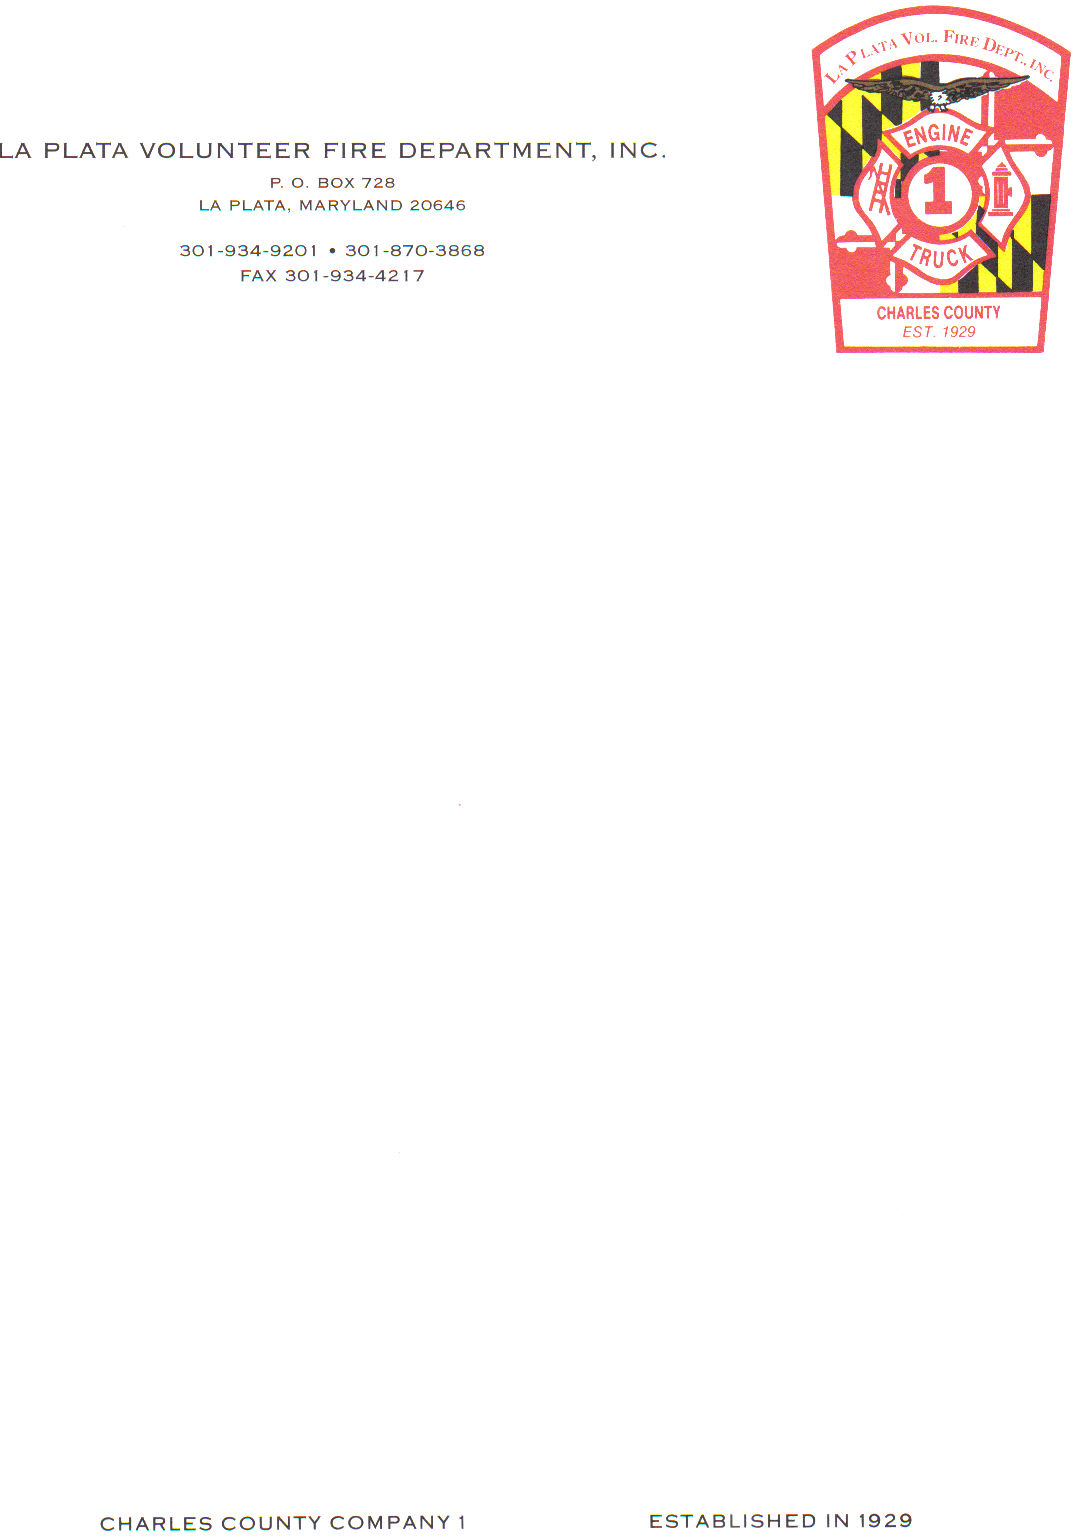 LA PLATA VOLUNTEER FIRE DEPARTMENT, INC.
P. O. BOX 728
LA PLATA, MARYLAND 20646
301-934-9201 • 301-870-3868
FAX 301-934-4217
LA PLATA VOL. FIRE DEPT., INC.
ENGINE
1
TRUCK
CHARLES COUNTY
EST. 1929
CHARLES COUNTY COMPANY 1
ESTABLISHED IN 1929